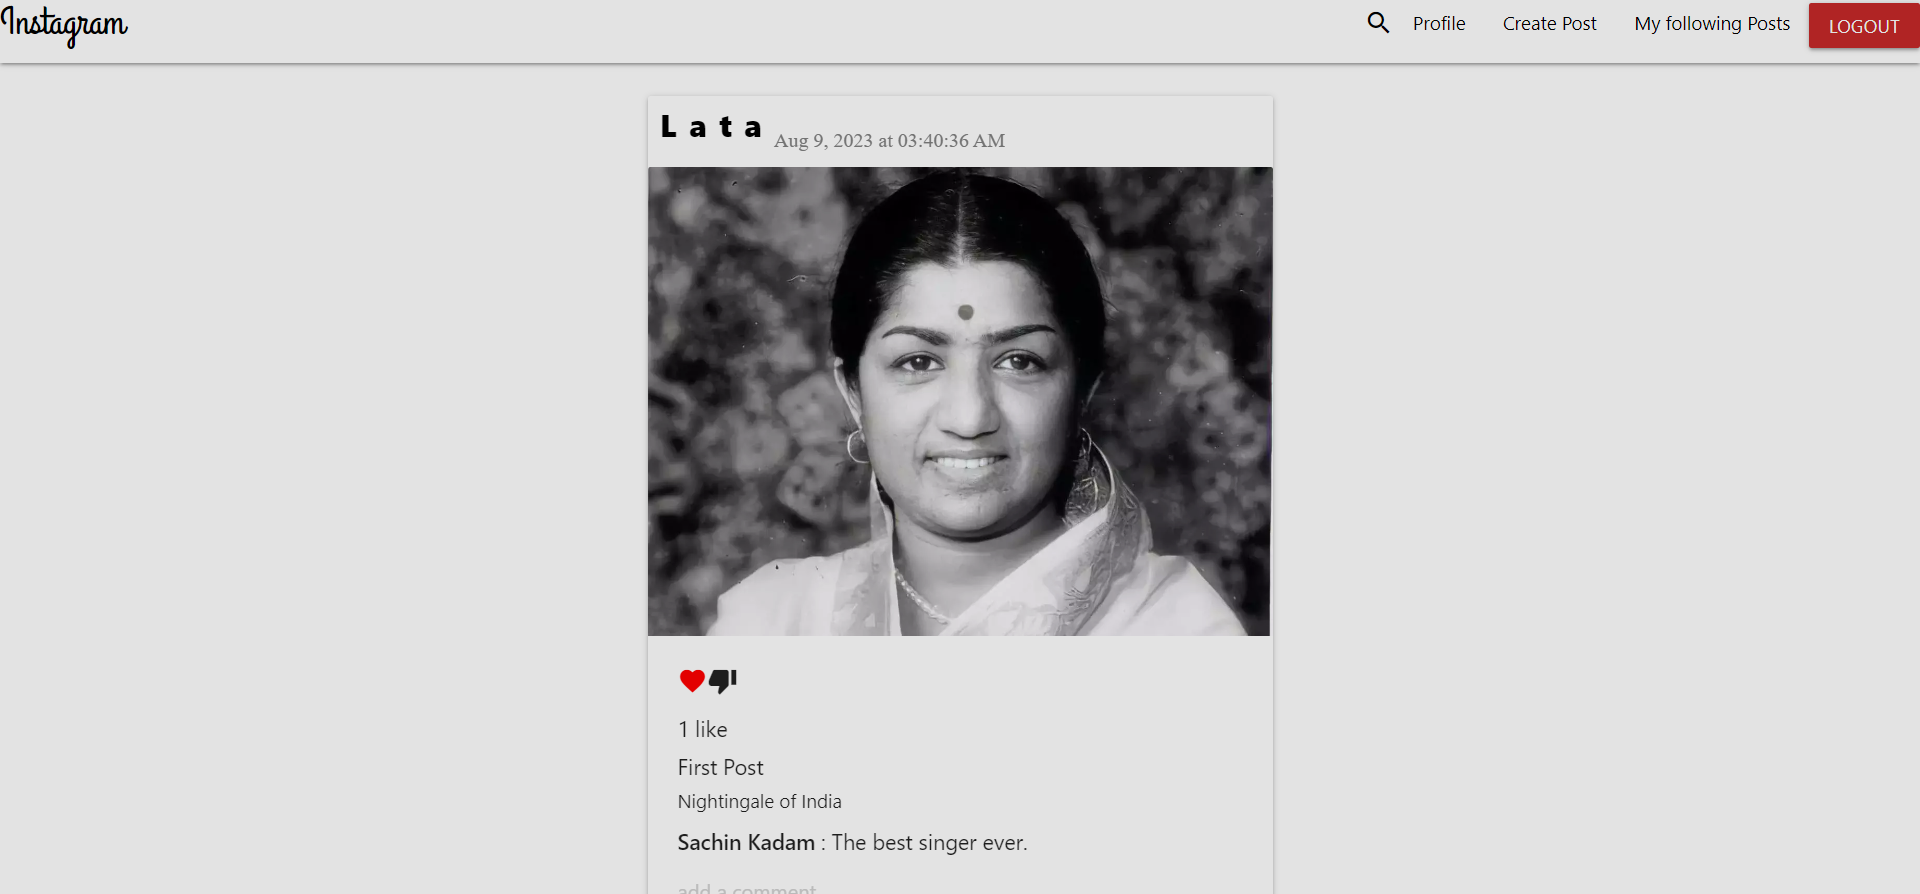 Instagram
Profile Create Post My following Posts LOGOUT
Lata Aug 9, 2023 at 03:40:36 AM
1 like
First Post
Nightingale of India
Sachin Kadam : The best singer ever.
add a comment